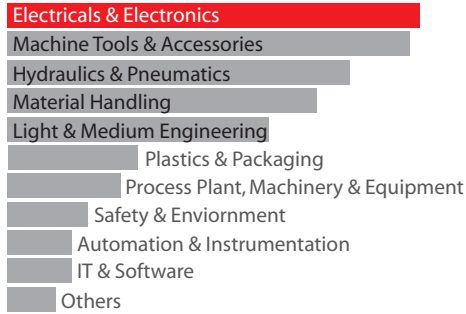 Electricals & Electronics
Machine Tools & Accessories
Hydraulics & Pneumatics
Material Handling
Light & Medium Engineering
Plastics & Packaging
Process Plant, Machinery & Equipment
Safety & Enviornment
Automation & Instrumentation
IT & Software
Others